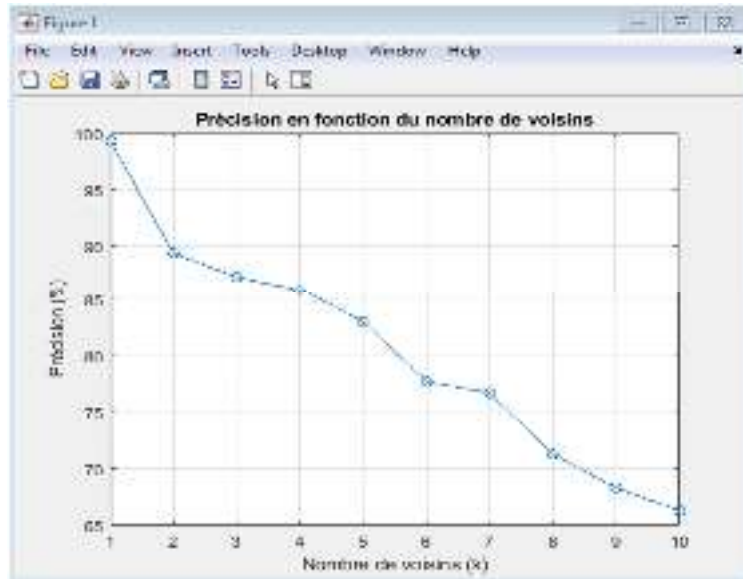 Figure 1
File Edit View Insert Tools Desktop Window Help
Précision en fonction du nombre de voisins
100
95
90
85
80
75
70
65
Précision (%)
1 2 3 4 5 6 7 8 9 10
Nombre de voisins (k)